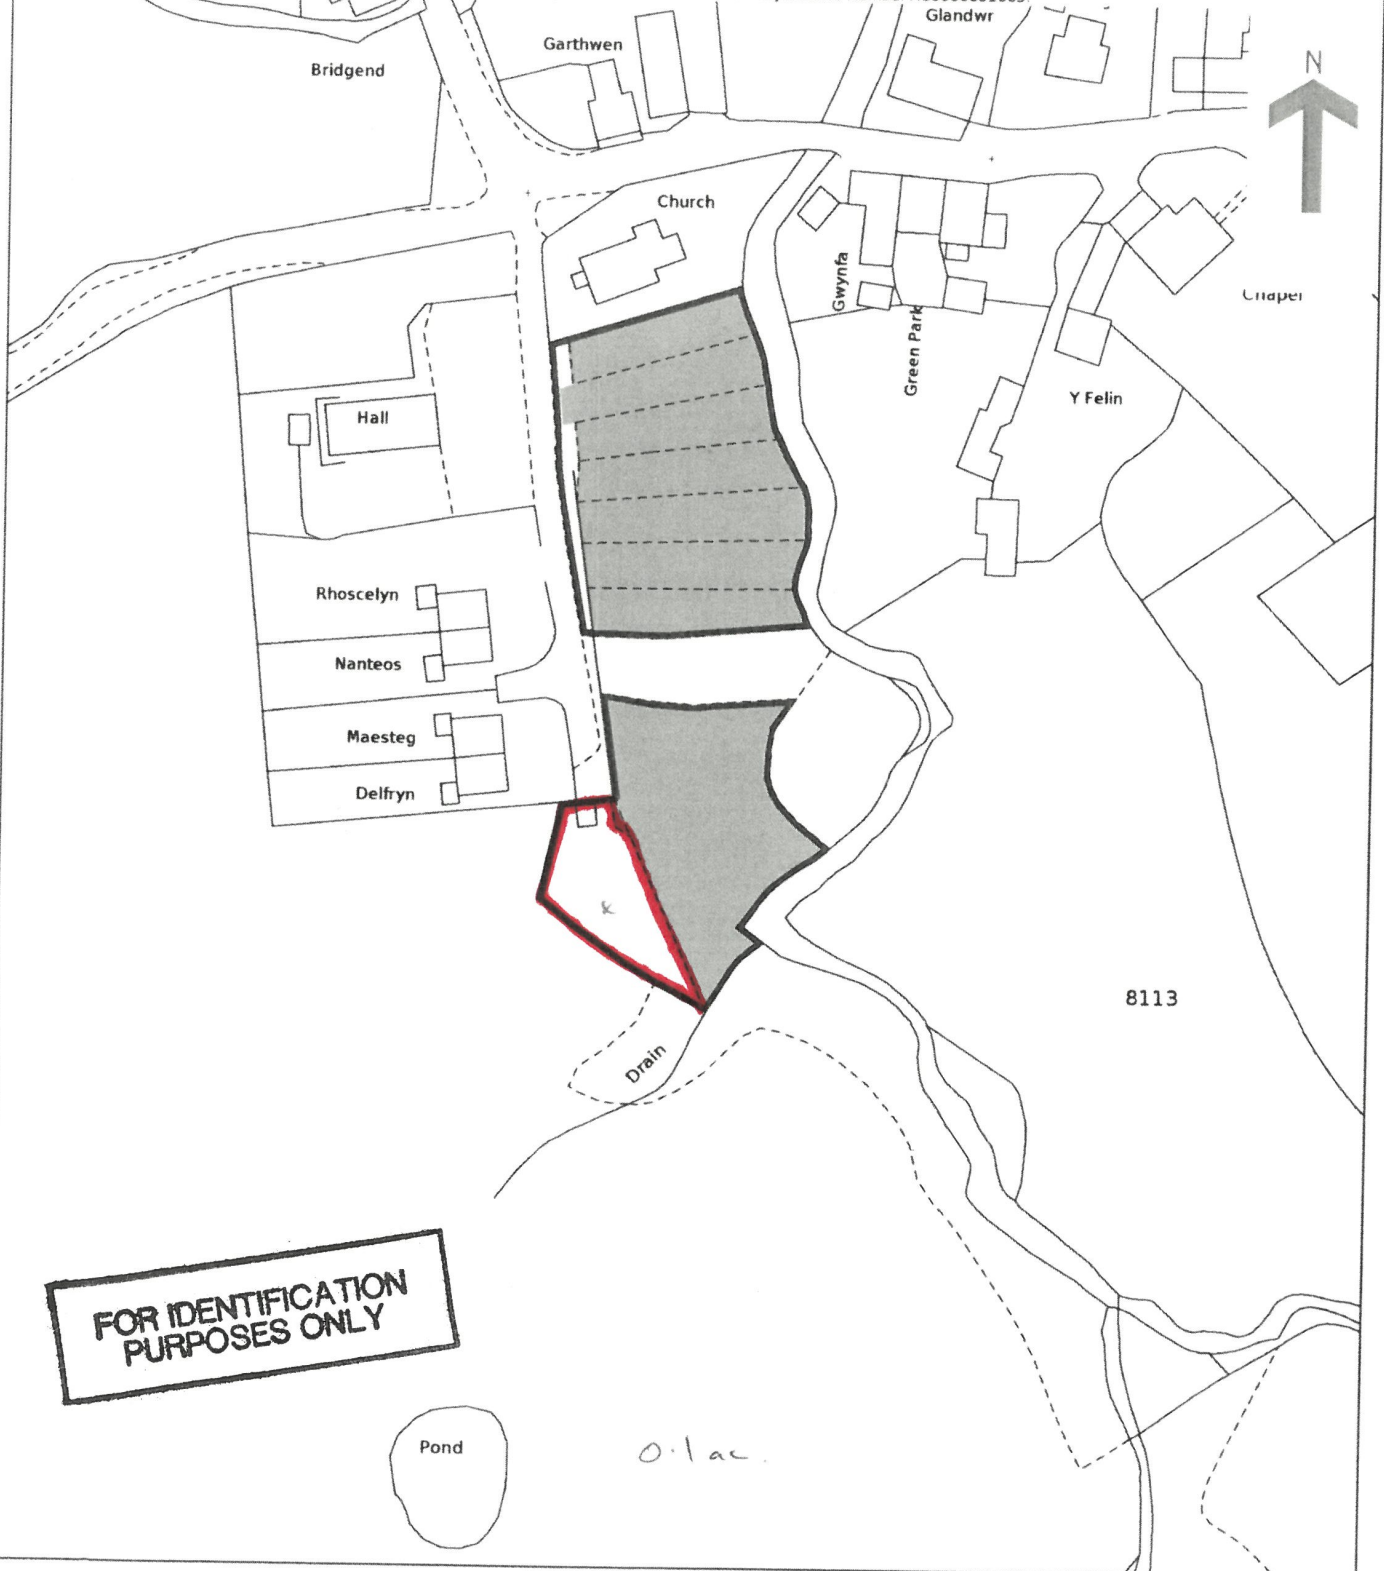 Glandwr
Garthwen
Bridgend
N
Church
Gwynfa
Green Park
Chapel
Hall
Y Felin
Rhoscelyn
Nanteos
Maesteg
Delfryn
8113
Drain
FOR IDENTIFICATION
PURPOSES ONLY
Pond
0.1 ac.